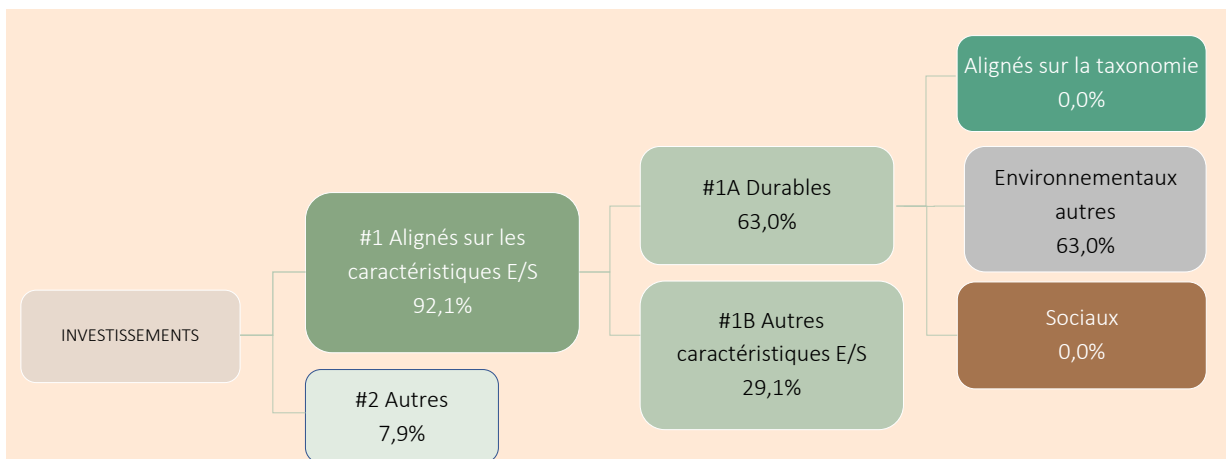 INVESTISSEMENTS
#1 Alignés sur les
caractéristiques E/S
92,1%
#2 Autres
7,9%
#1A Durables
63,0%
#1B Autres
caractéristiques E/S
29,1%
Alignés sur la taxonomie
0,0%
Environnementaux
autres
63,0%
Sociaux
0,0%